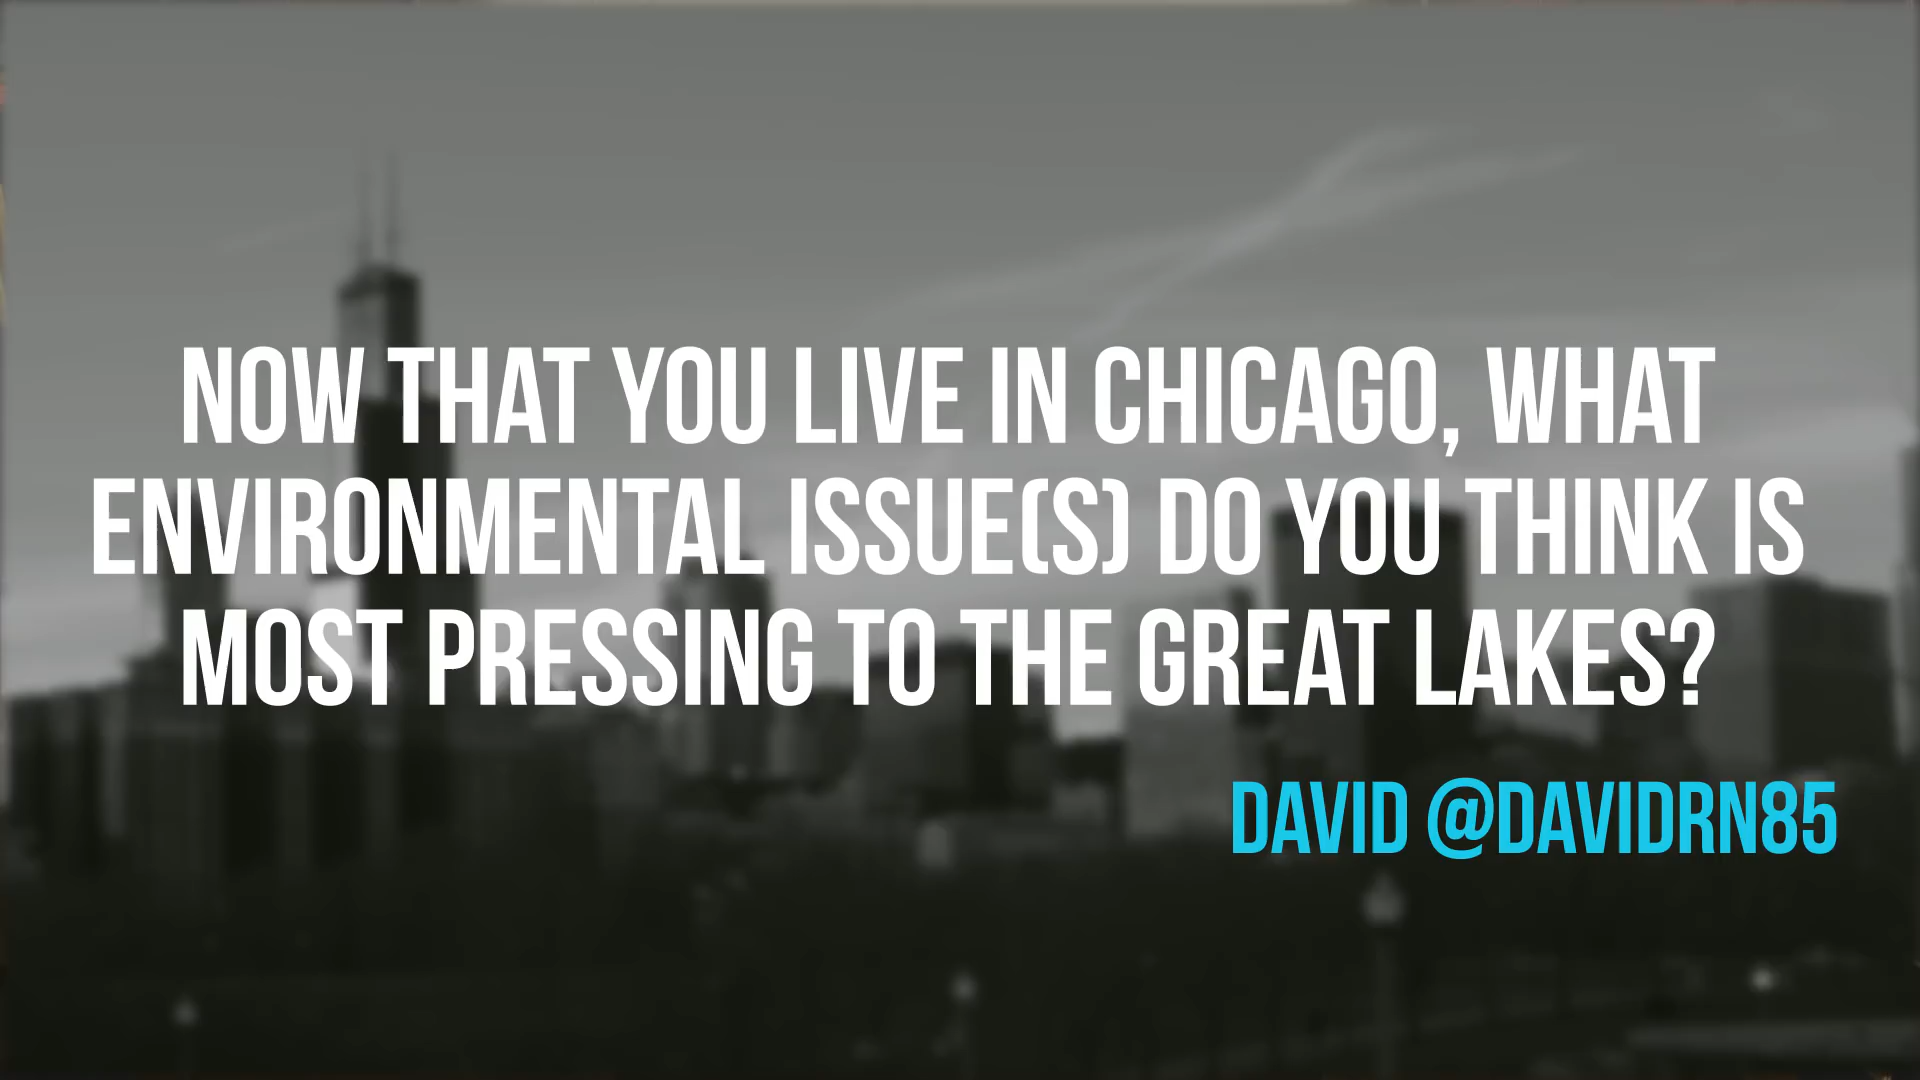 NOW THAT YOU LIVE IN CHICAGO, WHAT
ENVIRONMENTAL ISSUE(S) DO YOU THINK IS
MOST PRESSING TO THE GREAT LAKES?
DAVID @DAVIDRN85